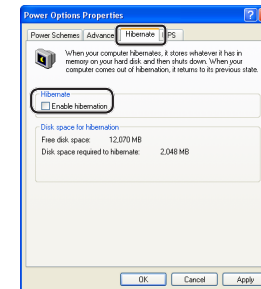 Power Options Properties
Power Schemes
Hibernate
When your computer hibernates, it stores whatever it has in
memory on your hard disk and then shuts down. When your
computer comes out of hibernation, it returns to its previous state.
Hibernate
Enable hibernation
Disk space for hibernation
Free disk space: 12,070 MB
Disk space required to hibernate: 2,048 MB
OK
Cancel
Apply